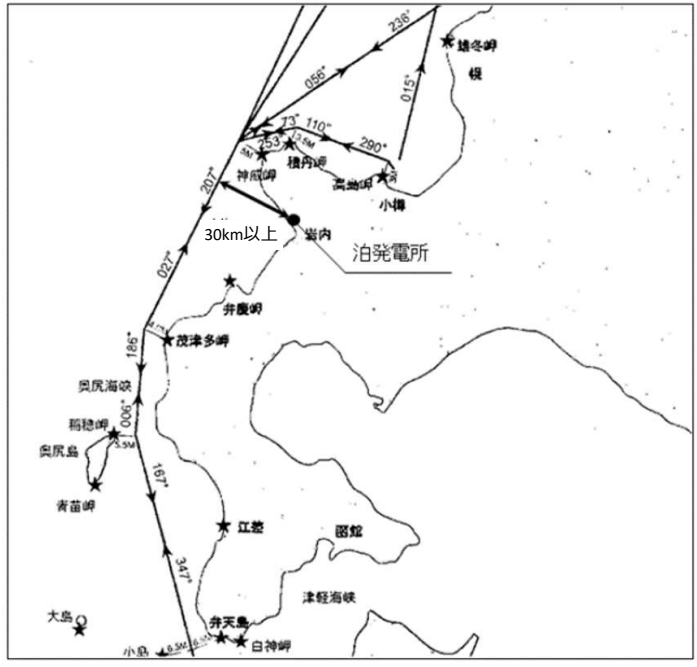 236°
雄冬岬
056°
015°
73°
110°
3.5M
253°
5M
290°
積丹岬
神威岬
高島岬
小樽
207°
30km以上
岩内
泊発電所
027°
弁慶岬
茂津多岬
186°
奥尻海峡
006°
稲穂岬
5.5M
奥尻島
167°
青苗岬
江差
函館
347°
津軽海峡
大島
弁天島
白神岬
小島
6.5M